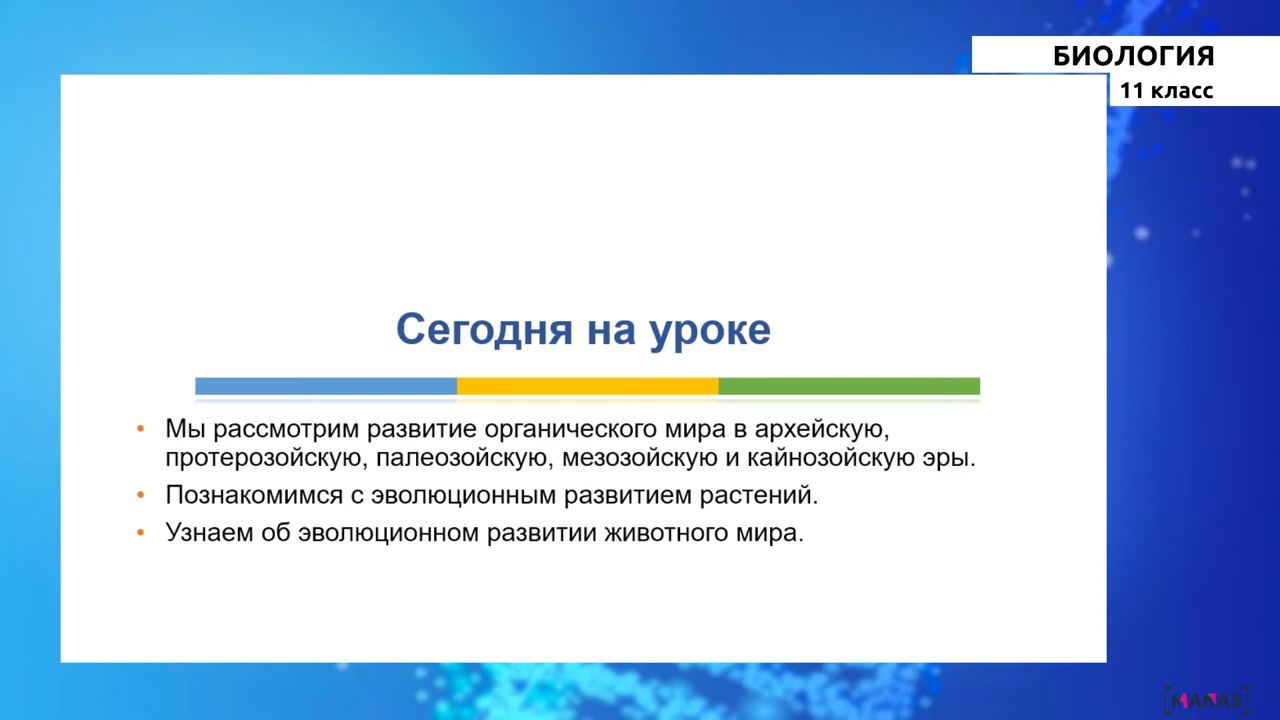 БИОЛОГИЯ
11 класс
Сегодня на уроке
• Мы рассмотрим развитие органического мира в архейскую,
протерозойскую, палеозойскую, мезозойскую и кайнозойскую эры.
• Познакомимся с эволюционным развитием растений.
• Узнаем об эволюционном развитии животного мира.
[MANAS]